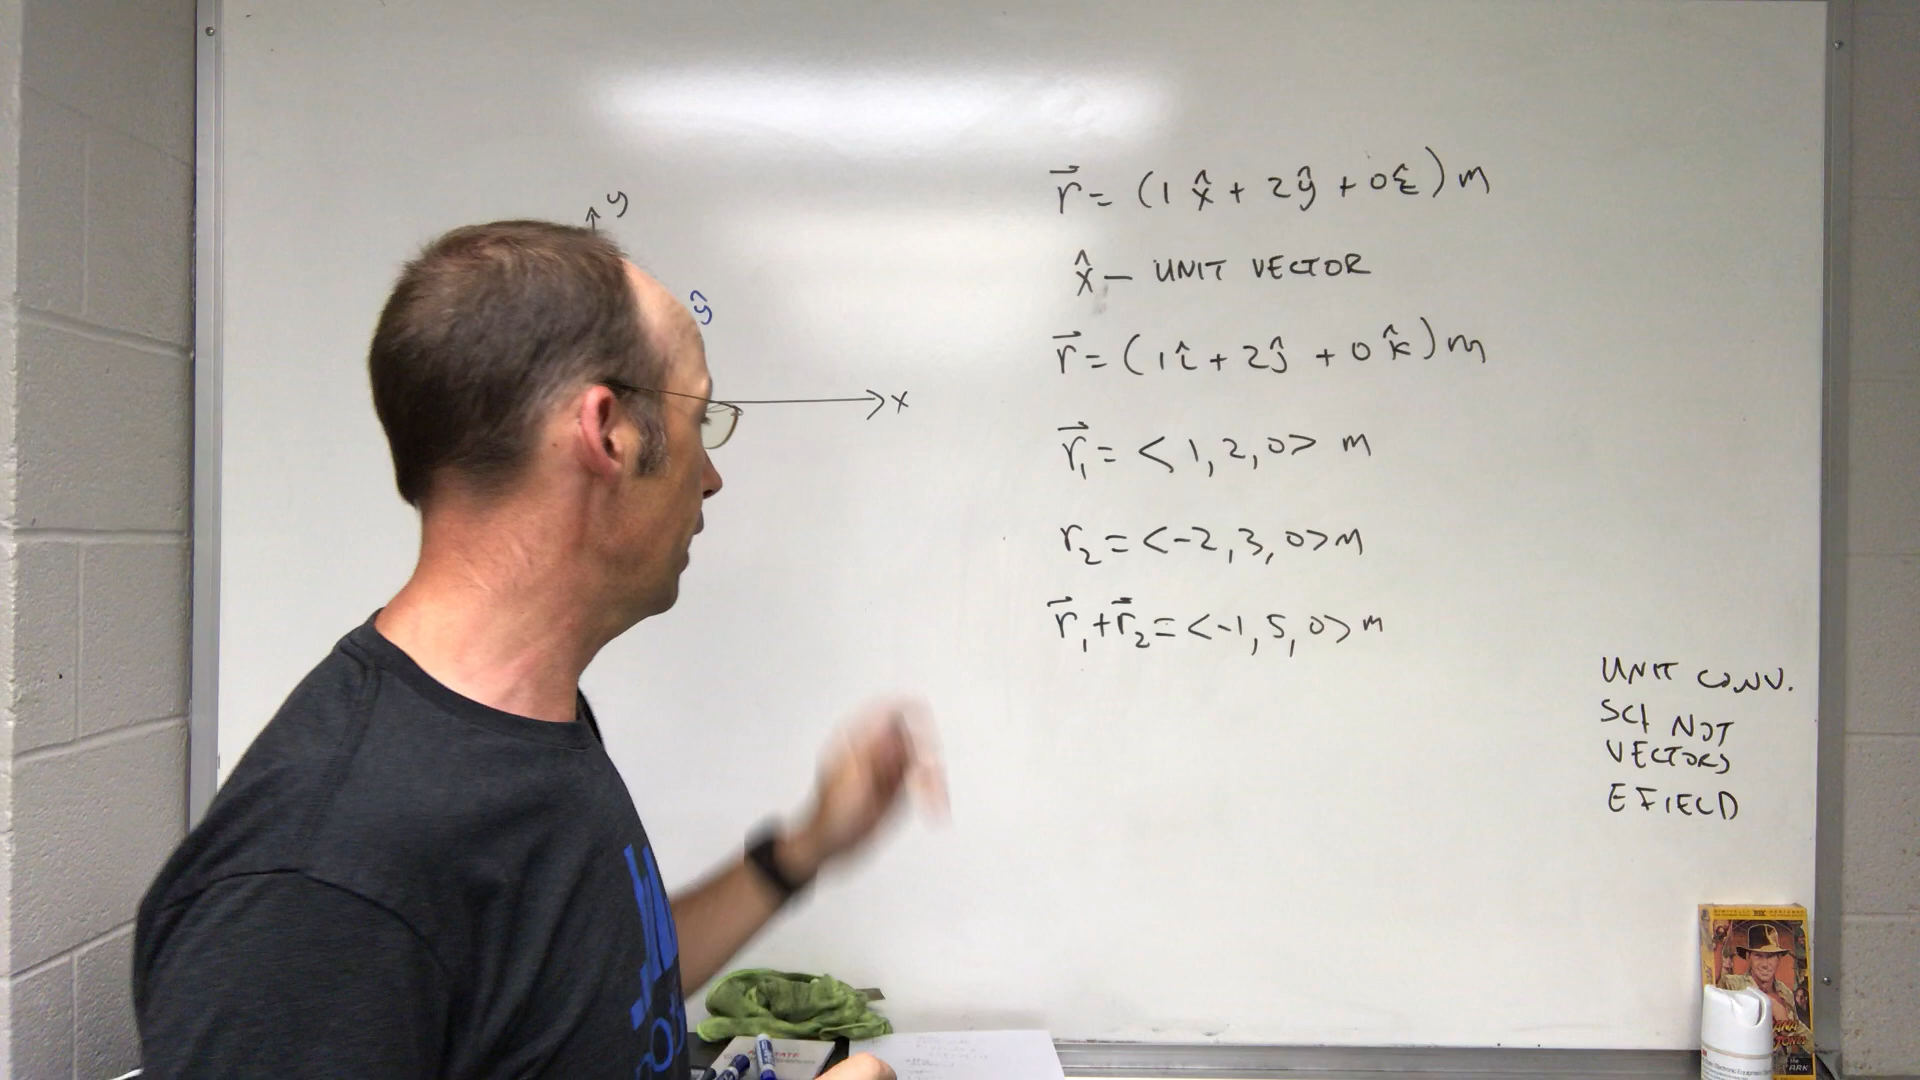 y
ŷ
x
r⃗ = (1 x̂ + 2ŷ + 0ẑ) m
x̂ — UNIT VECTOR
r⃗ = (1î + 2ĵ + 0k̂) m
r⃗₁ = <1, 2, 0> m
r₂ = <-2, 3, 0> m
r⃗₁ + r⃗₂ = <-1, 5, 0> m
UNIT CONV.
SCI NOT
VECTORS
E FIELD
ARK